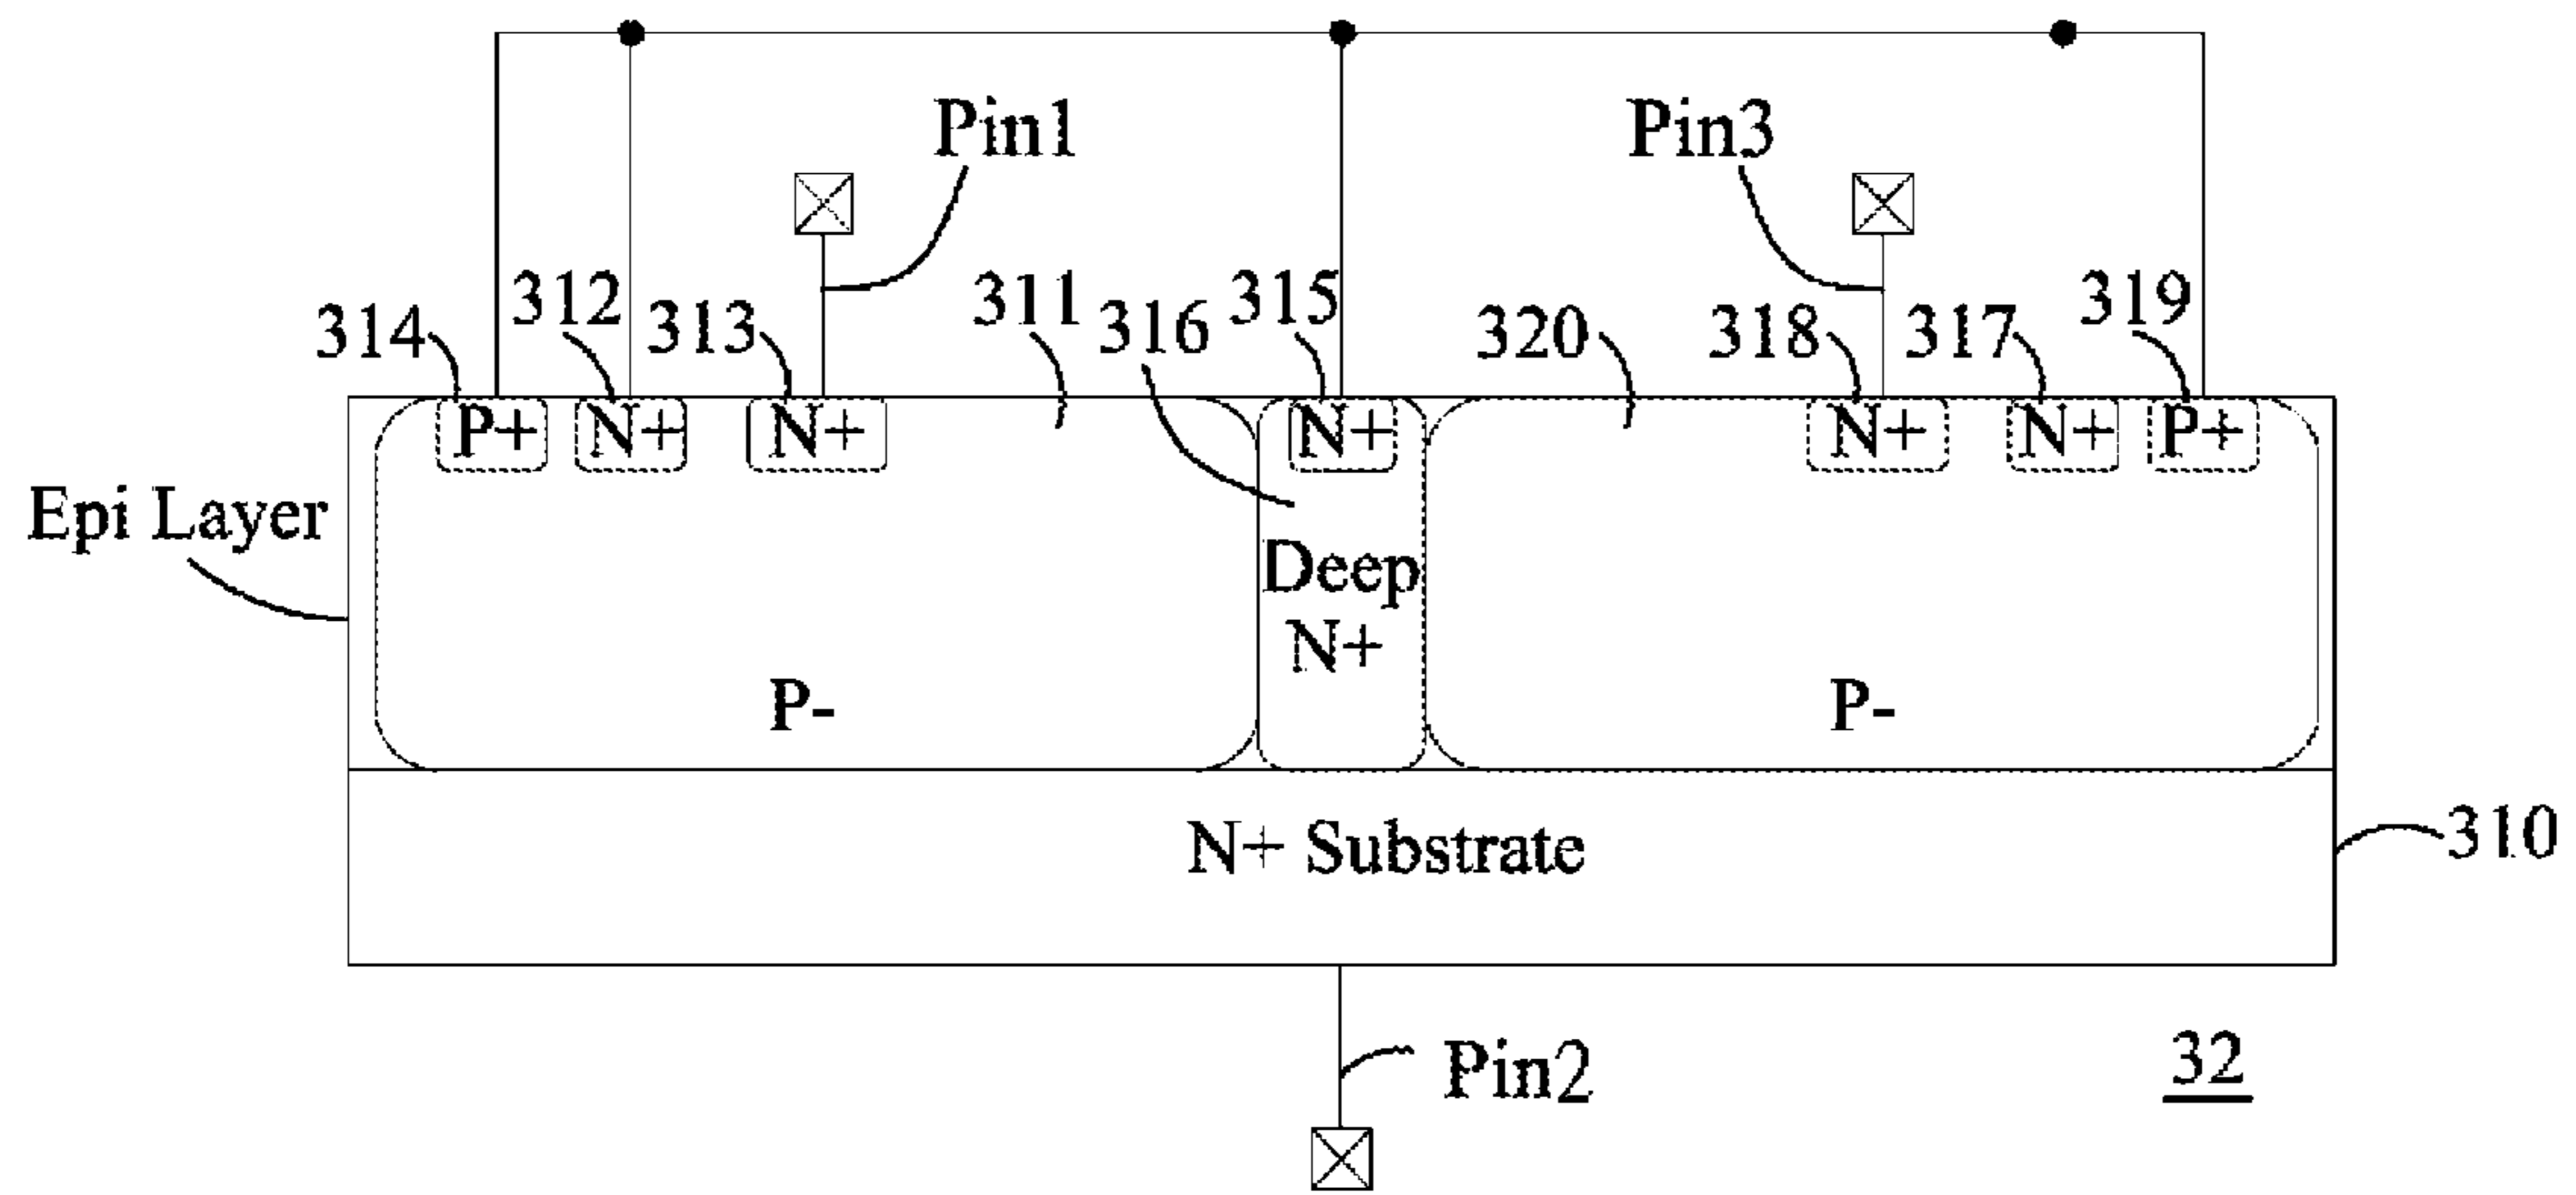 Pin1
Pin3
314
312
313
311
316
315
320
318
317
319
P+
N+
N+
N+
N+
N+
P+
Epi Layer
Deep
N+
P-
P-
N+ Substrate
310
Pin2
32